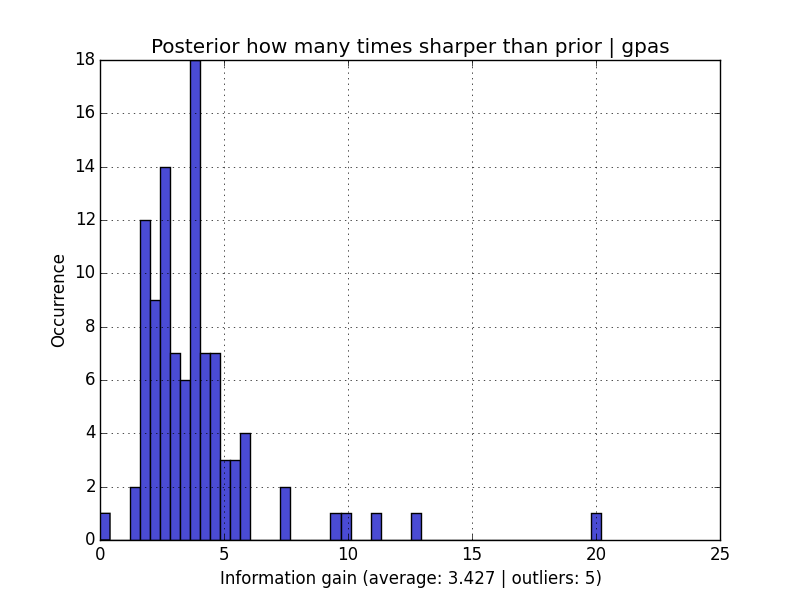 Posterior how many times sharper than prior | gpas
18
16
14
12
10
8
6
4
2
0
Occurrence
0 5 10 15 20 25
Information gain (average: 3.427 | outliers: 5)